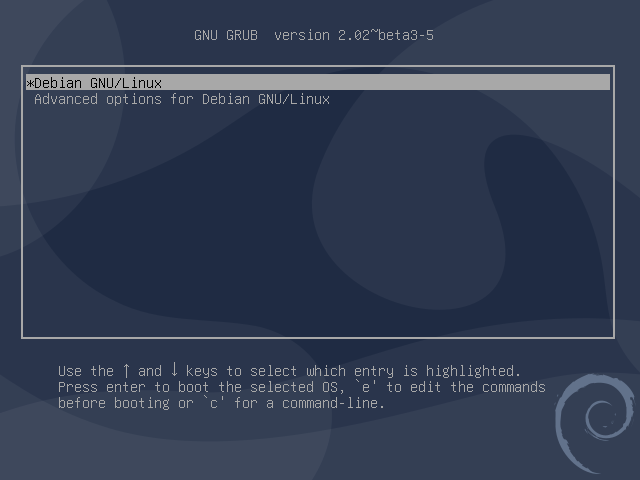 GNU GRUB  version 2.02~beta3-5
*Debian GNU/Linux
Advanced options for Debian GNU/Linux
Use the ↑ and ↓ keys to select which entry is highlighted.
Press enter to boot the selected OS, `e' to edit the commands
before booting or `c' for a command-line.